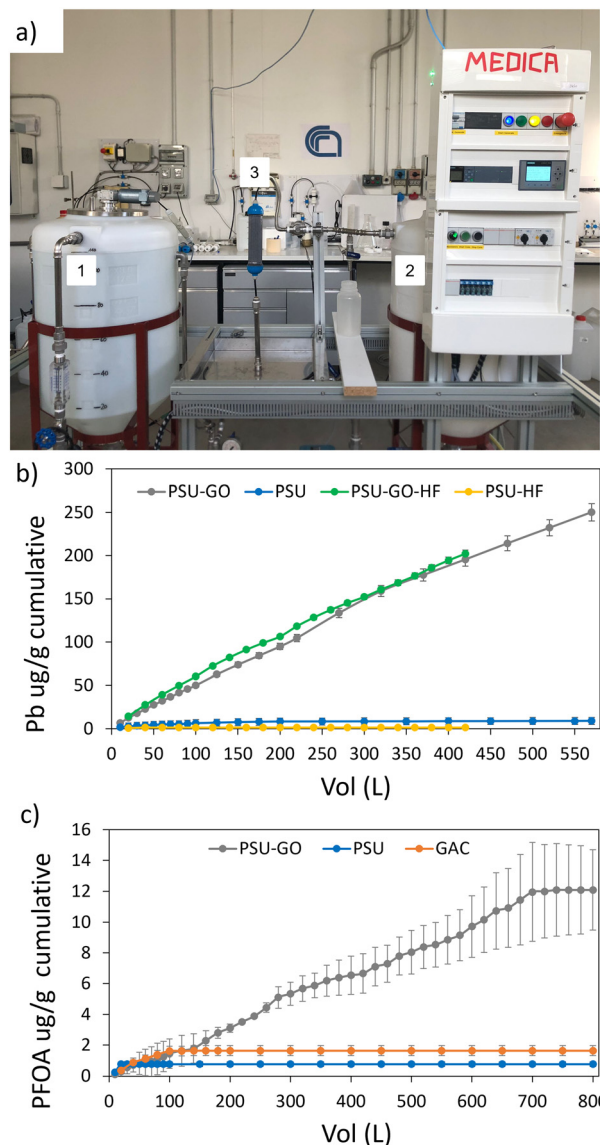 a)
MEDICA
3
1
2
b)
PSU-GO PSU PSU-GO-HF PSU-HF
Pb ug/g cumulative
300
250
200
150
100
50
0
0 50 100 150 200 250 300 350 400 450 500 550
Vol (L)
c)
PSU-GO PSU GAC
PFOA ug/g cumulative
16
14
12
10
8
6
4
2
0
0 100 200 300 400 500 600 700 800
Vol (L)